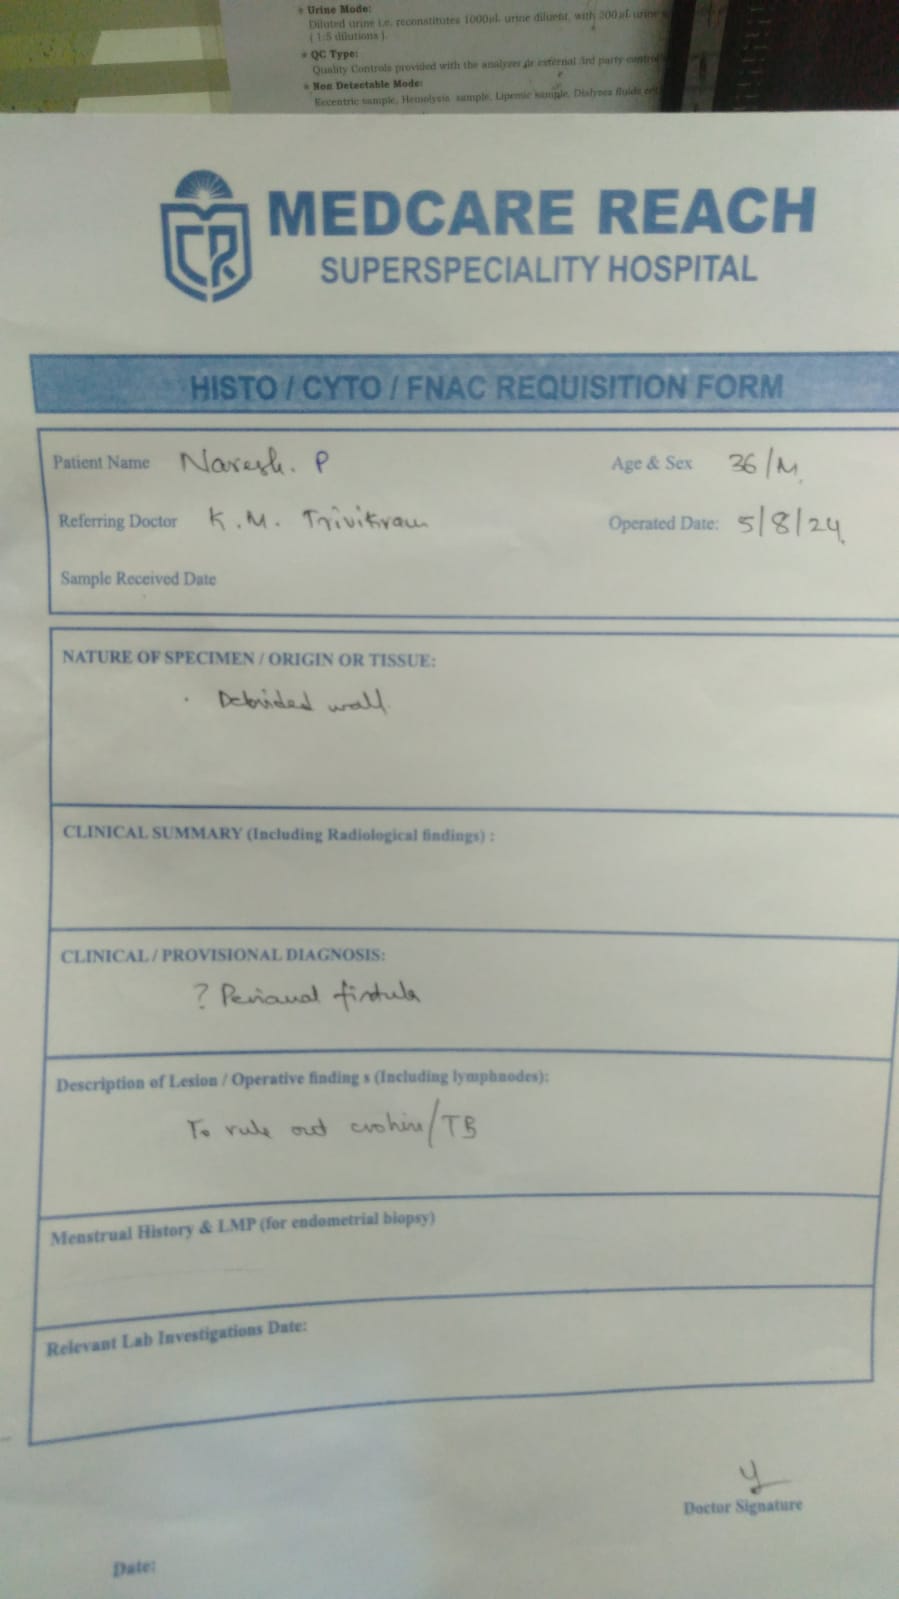 * Urine Mode:
Diluted urine i.e. reconstitutes 1000µL urine diluent, with 200µL urine
( 1:5 dilutions ).
* QC Type:
Quality Controls provided with the analyzer or external 3rd party control
* Non Detectable Mode:
Eccentric sample, Hemolysis sample, Lipemic sample, Dialyses fluids
MEDCARE REACH
SUPERSPECIALITY HOSPITAL
HISTO / CYTO / FNAC REQUISITION FORM
Patient Name Naresh. P Age & Sex 36/M
Referring Doctor K.M. Trivikram Operated Date: 5/8/24
Sample Received Date
NATURE OF SPECIMEN / ORIGIN OR TISSUE:
Debrided wall
CLINICAL SUMMARY (Including Radiological findings) :
CLINICAL / PROVISIONAL DIAGNOSIS:
? Perianal fistula
Description of Lesion / Operative finding s (Including lymphnodes):
To rule out crohins/TB
Menstrual History & LMP (for endometrial biopsy)
Relevant Lab Investigations Date:
Doctor Signature
Date: